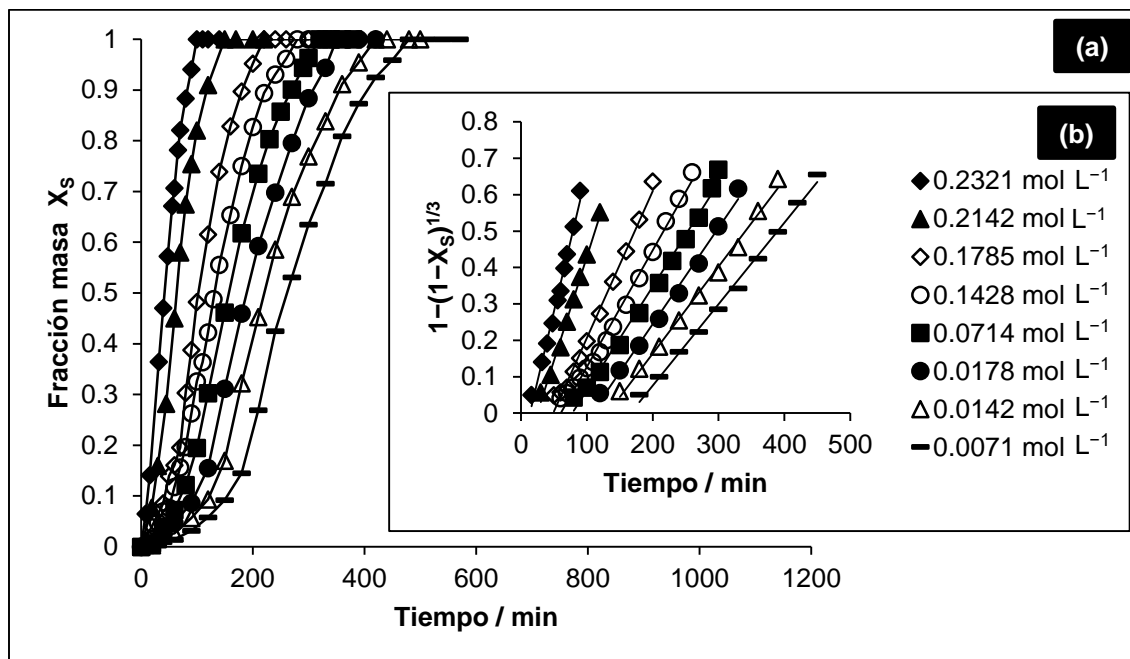 (a)
1
0.9
0.8
0.7
0.6
0.5
0.4
0.3
0.2
0.1
0
Fracción masa X_S
0 200 400 600 800 1000 1200
Tiempo / min
(b)
0.8
0.7
0.6
0.5
0.4
0.3
0.2
0.1
0
1−(1−X_S)^1/3
0 100 200 300 400 500
Tiempo / min
0.2321 mol L⁻¹
0.2142 mol L⁻¹
0.1785 mol L⁻¹
0.1428 mol L⁻¹
0.0714 mol L⁻¹
0.0178 mol L⁻¹
0.0142 mol L⁻¹
0.0071 mol L⁻¹